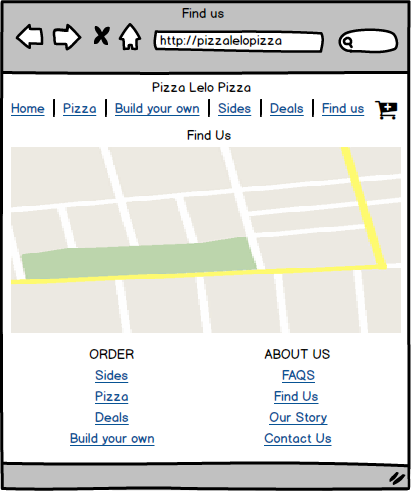 Find us
http://pizzalelopizza
Pizza Lelo Pizza
Home | Pizza | Build your own | Sides | Deals | Find us
Find Us
ORDER
Sides
Pizza
Deals
Build your own
ABOUT US
FAQS
Find Us
Our Story
Contact Us